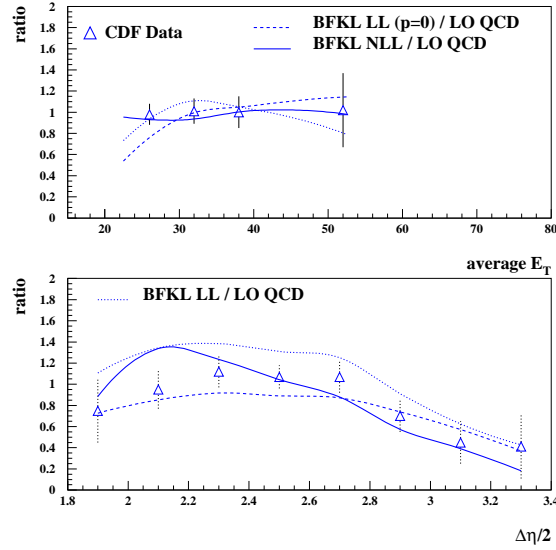 ratio
2
1.8
1.6
1.4
1.2
1
0.8
0.6
0.4
0.2
0
CDF Data
BFKL LL (p=0) / LO QCD
BFKL NLL / LO QCD
20 30 40 50 60 70 80
average E_T
ratio
2
1.8
1.6
1.4
1.2
1
0.8
0.6
0.4
0.2
0
BFKL LL / LO QCD
1.8 2 2.2 2.4 2.6 2.8 3 3.2 3.4
Δη/2